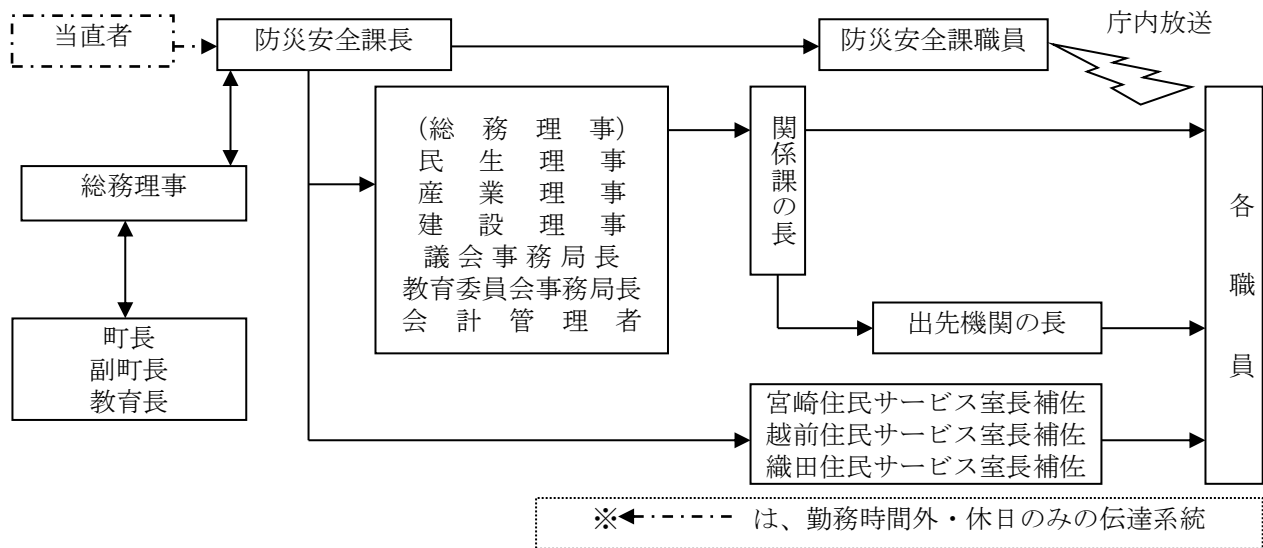 当直者
防災安全課長
防災安全課職員
庁内放送
総務理事
町長
副町長
教育長
（総務理事）
民生理事
産業理事
建設理事
議会事務局長
教育委員会事務局長
会計管理者
関係課の長
出先機関の長
宮崎住民サービス室長補佐
越前住民サービス室長補佐
織田住民サービス室長補佐
各職員
※ は、勤務時間外・休日のみの伝達系統